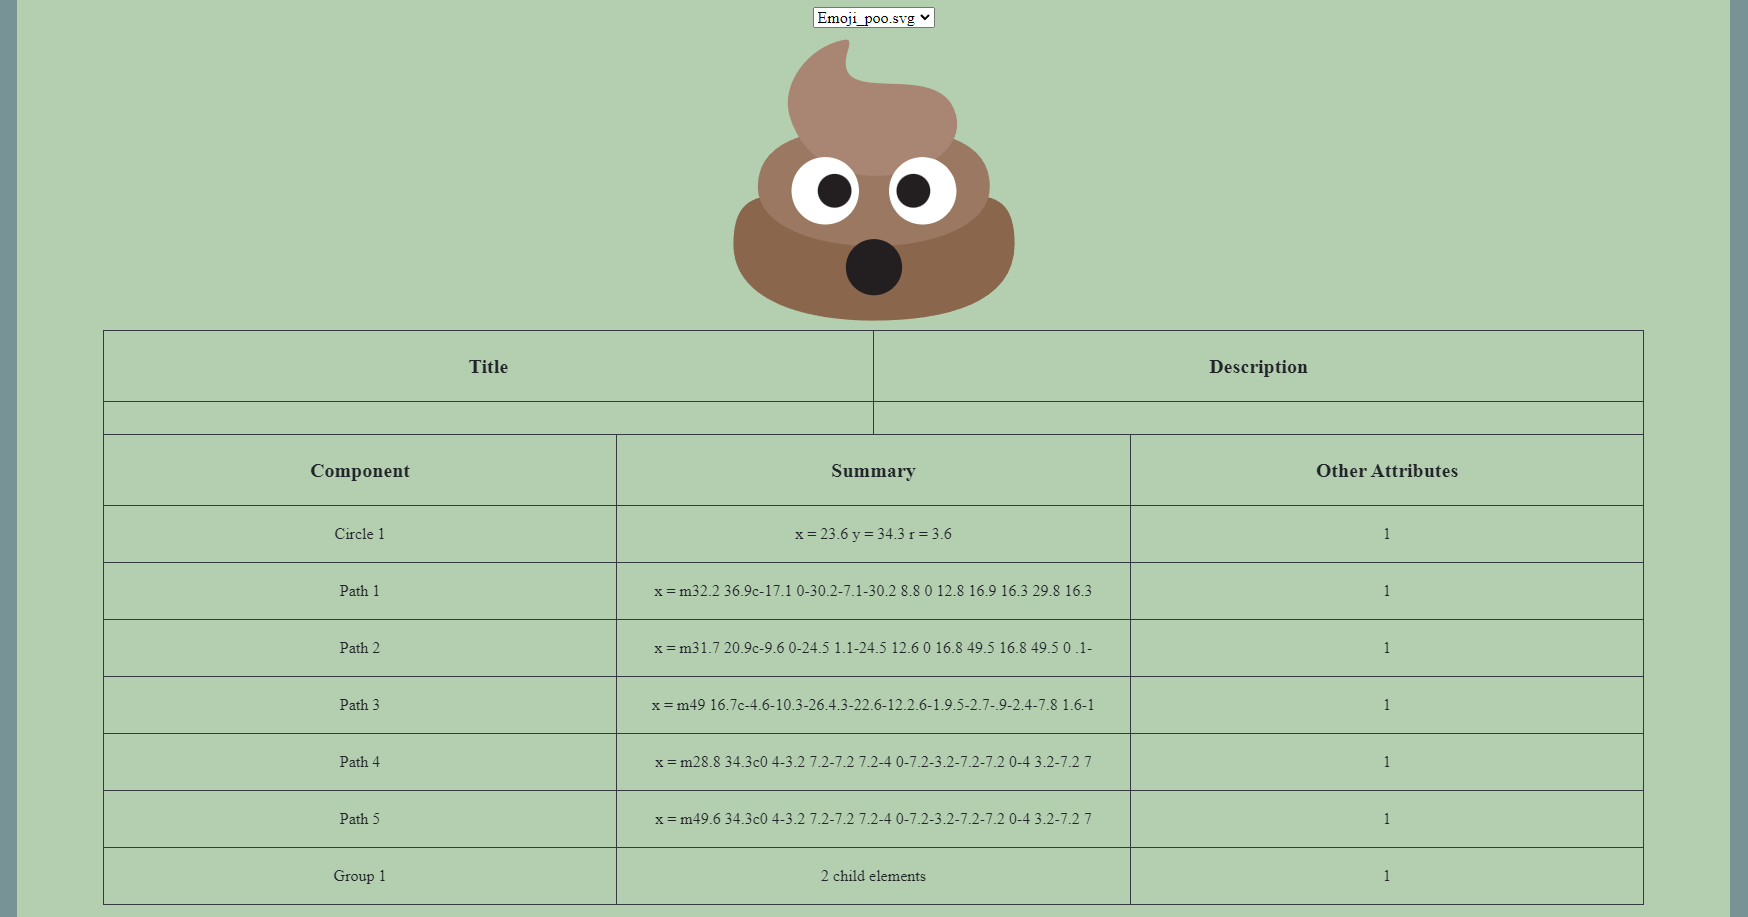 Emoji_poo.svg
Title Description
Component Summary Other Attributes
Circle 1 x = 23.6 y = 34.3 r = 3.6 1
Path 1 x = m32.2 36.9c-17.1 0-30.2-7.1-30.2 8.8 0 12.8 16.9 16.3 29.8 16.3 1
Path 2 x = m31.7 20.9c-9.6 0-24.5 1.1-24.5 12.6 0 16.8 49.5 16.8 49.5 0 .1- 1
Path 3 x = m49 16.7c-4.6-10.3-26.4.3-22.6-12.2.6-1.9.5-2.7-.9-2.4-7.8 1.6-1 1
Path 4 x = m28.8 34.3c0 4-3.2 7.2-7.2 7.2-4 0-7.2-3.2-7.2-7.2 0-4 3.2-7.2 7 1
Path 5 x = m49.6 34.3c0 4-3.2 7.2-7.2 7.2-4 0-7.2-3.2-7.2-7.2 0-4 3.2-7.2 7 1
Group 1 2 child elements 1